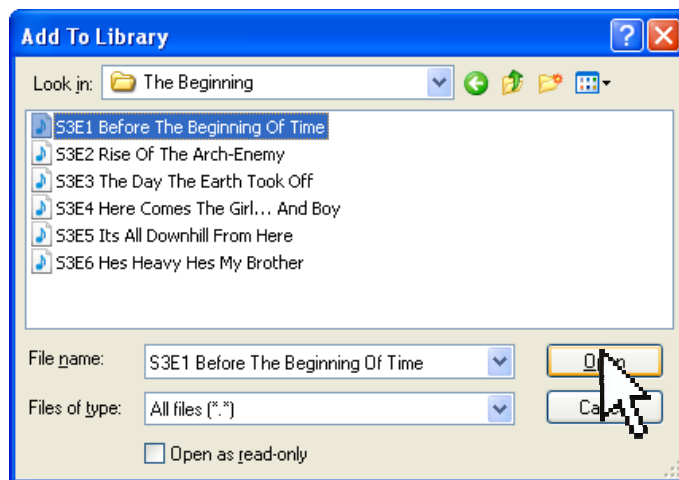 Add To Library
Look in: The Beginning
S3E1 Before The Beginning Of Time
S3E2 Rise Of The Arch-Enemy
S3E3 The Day The Earth Took Off
S3E4 Here Comes The Girl... And Boy
S3E5 Its All Downhill From Here
S3E6 Hes Heavy Hes My Brother
File name: S3E1 Before The Beginning Of Time
Files of type: All files (*.*)
Open as read-only